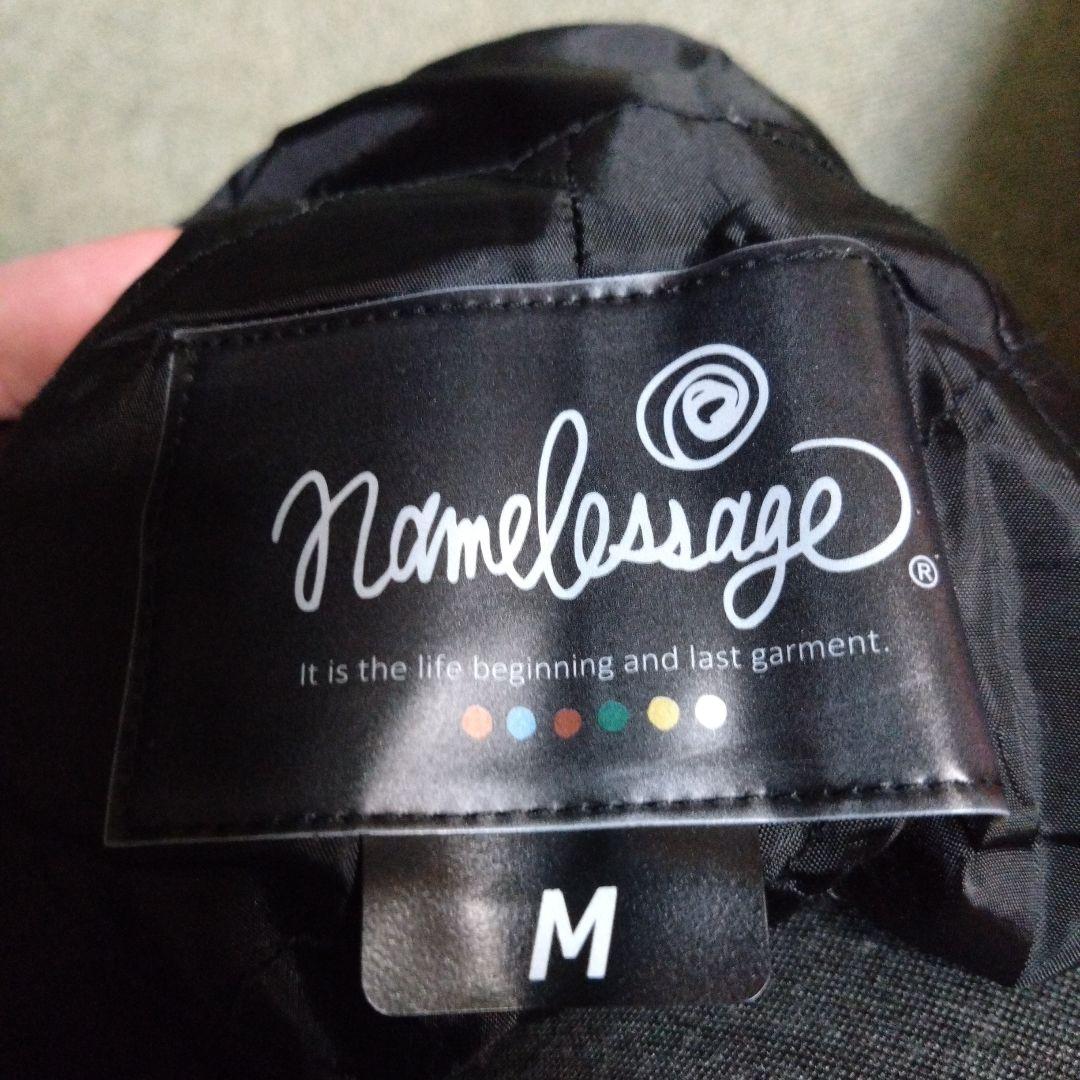 namelessage®
It is the life beginning and last garment.
M